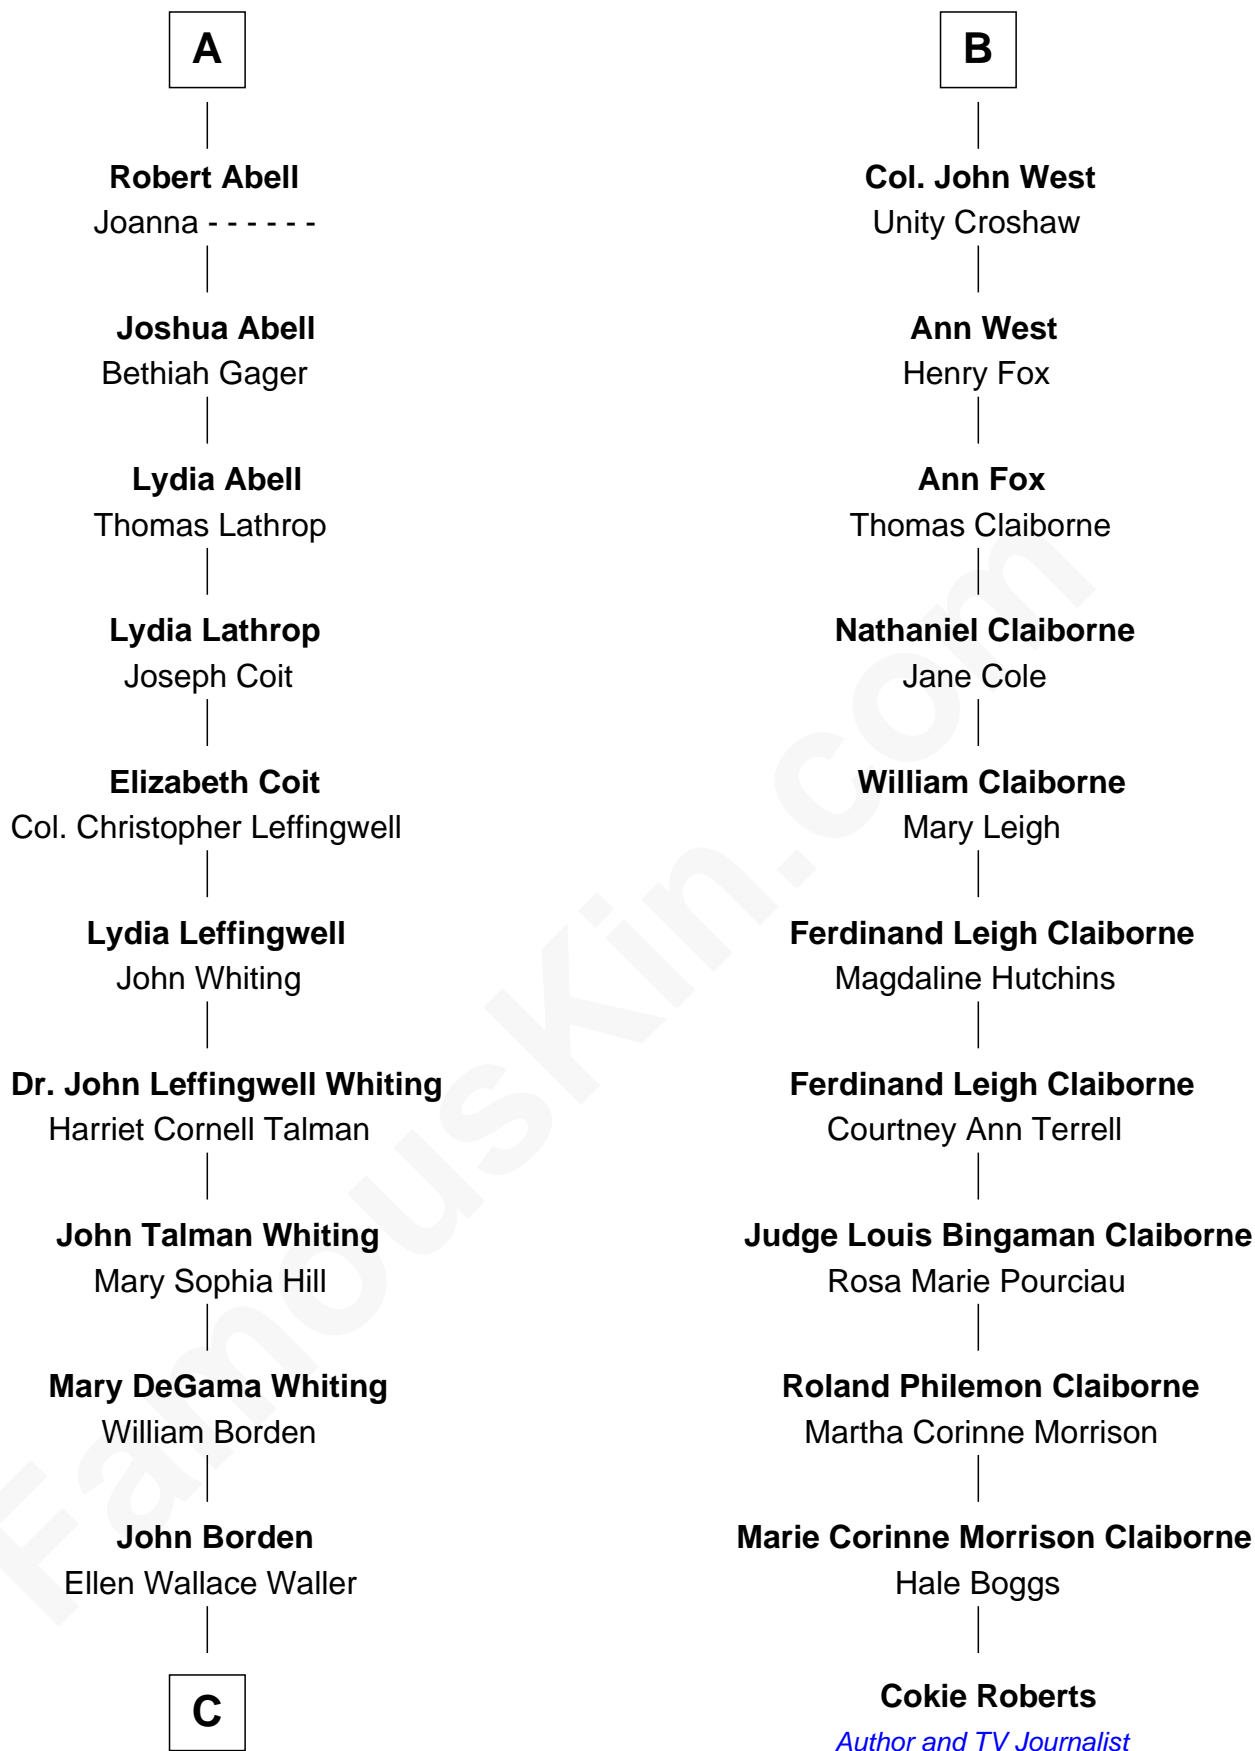 A
Robert Abell
Joanna - - - - - -
Joshua Abell
Bethiah Gager
Lydia Abell
Thomas Lathrop
Lydia Lathrop
Joseph Coit
Elizabeth Coit
Col. Christopher Leffingwell
Lydia Leffingwell
John Whiting
Dr. John Leffingwell Whiting
Harriet Cornell Talman
John Talman Whiting
Mary Sophia Hill
Mary DeGama Whiting
William Borden
John Borden
Ellen Wallace Waller
C
B
Col. John West
Unity Croshaw
Ann West
Henry Fox
Ann Fox
Thomas Claiborne
Nathaniel Claiborne
Jane Cole
William Claiborne
Mary Leigh
Ferdinand Leigh Claiborne
Magdaline Hutchins
Ferdinand Leigh Claiborne
Courtney Ann Terrell
Judge Louis Bingaman Claiborne
Rosa Marie Pourciau
Roland Philemon Claiborne
Martha Corinne Morrison
Marie Corinne Morrison Claiborne
Hale Boggs
Cokie Roberts
Author and TV Journalist
FamousKin.com